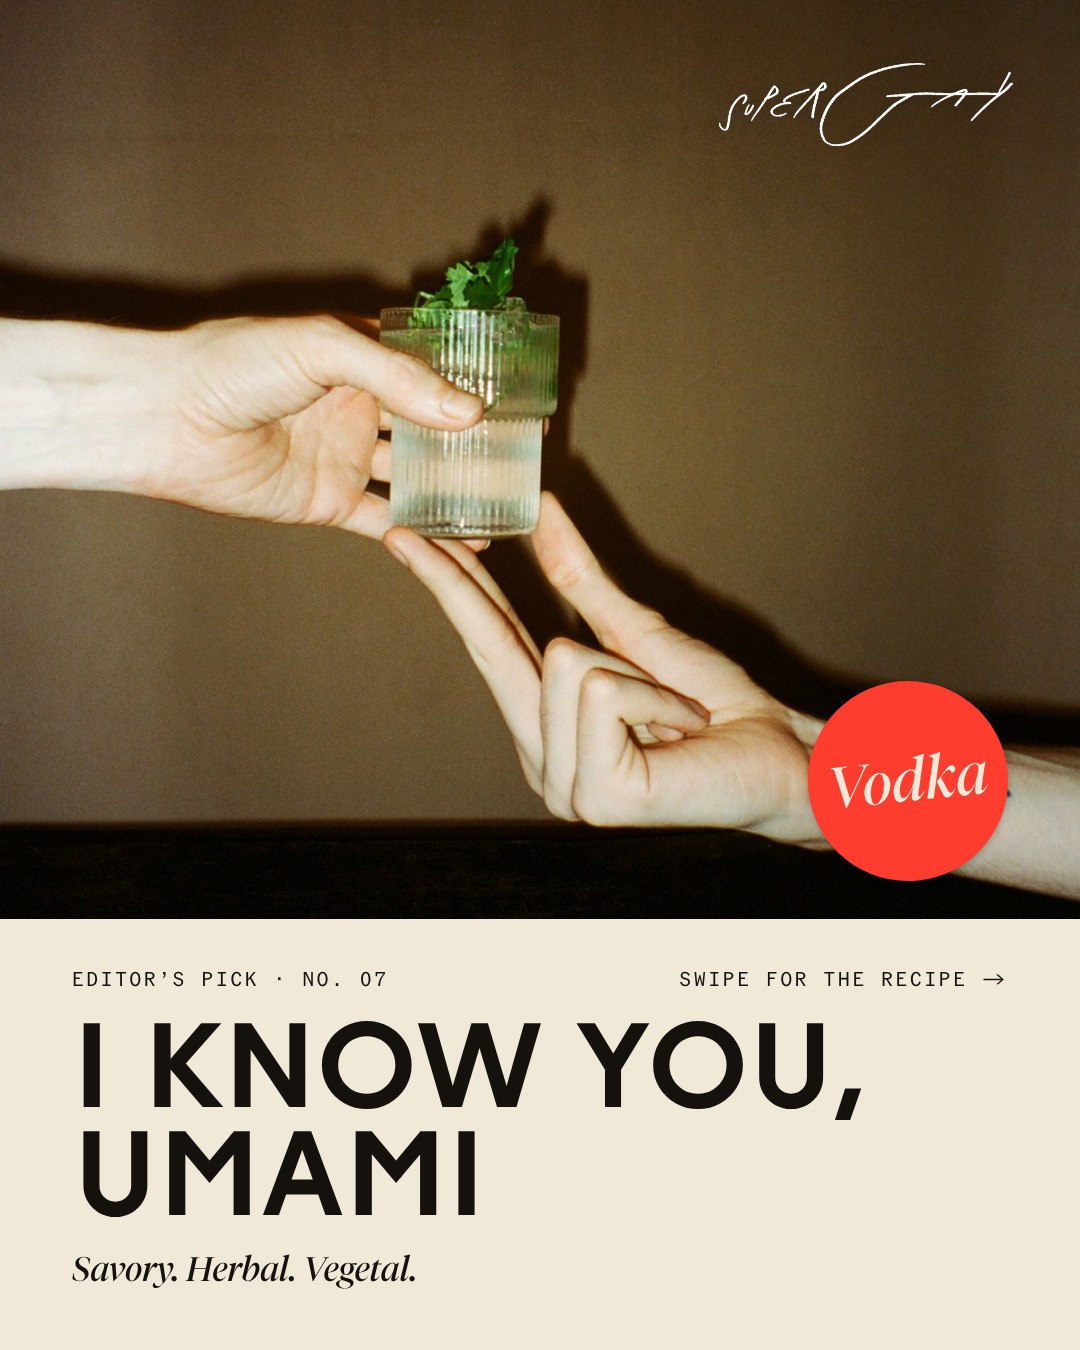 SUPERGAY
Vodka
EDITOR’S PICK · NO. 07
SWIPE FOR THE RECIPE →
I KNOW YOU,
UMAMI
Savory. Herbal. Vegetal.